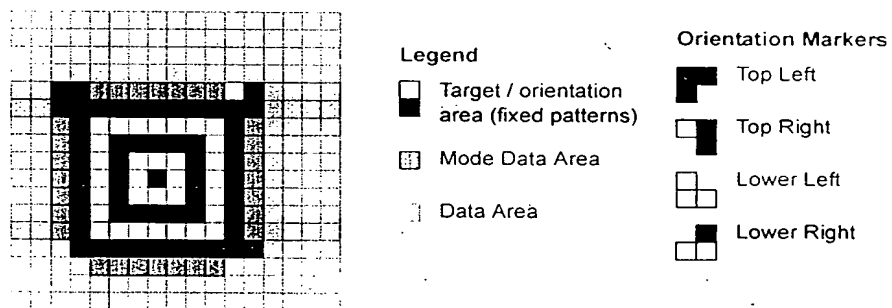 Legend
Target / orientation
area (fixed patterns)
Mode Data Area
Data Area
Orientation Markers
Top Left
Top Right
Lower Left
Lower Right